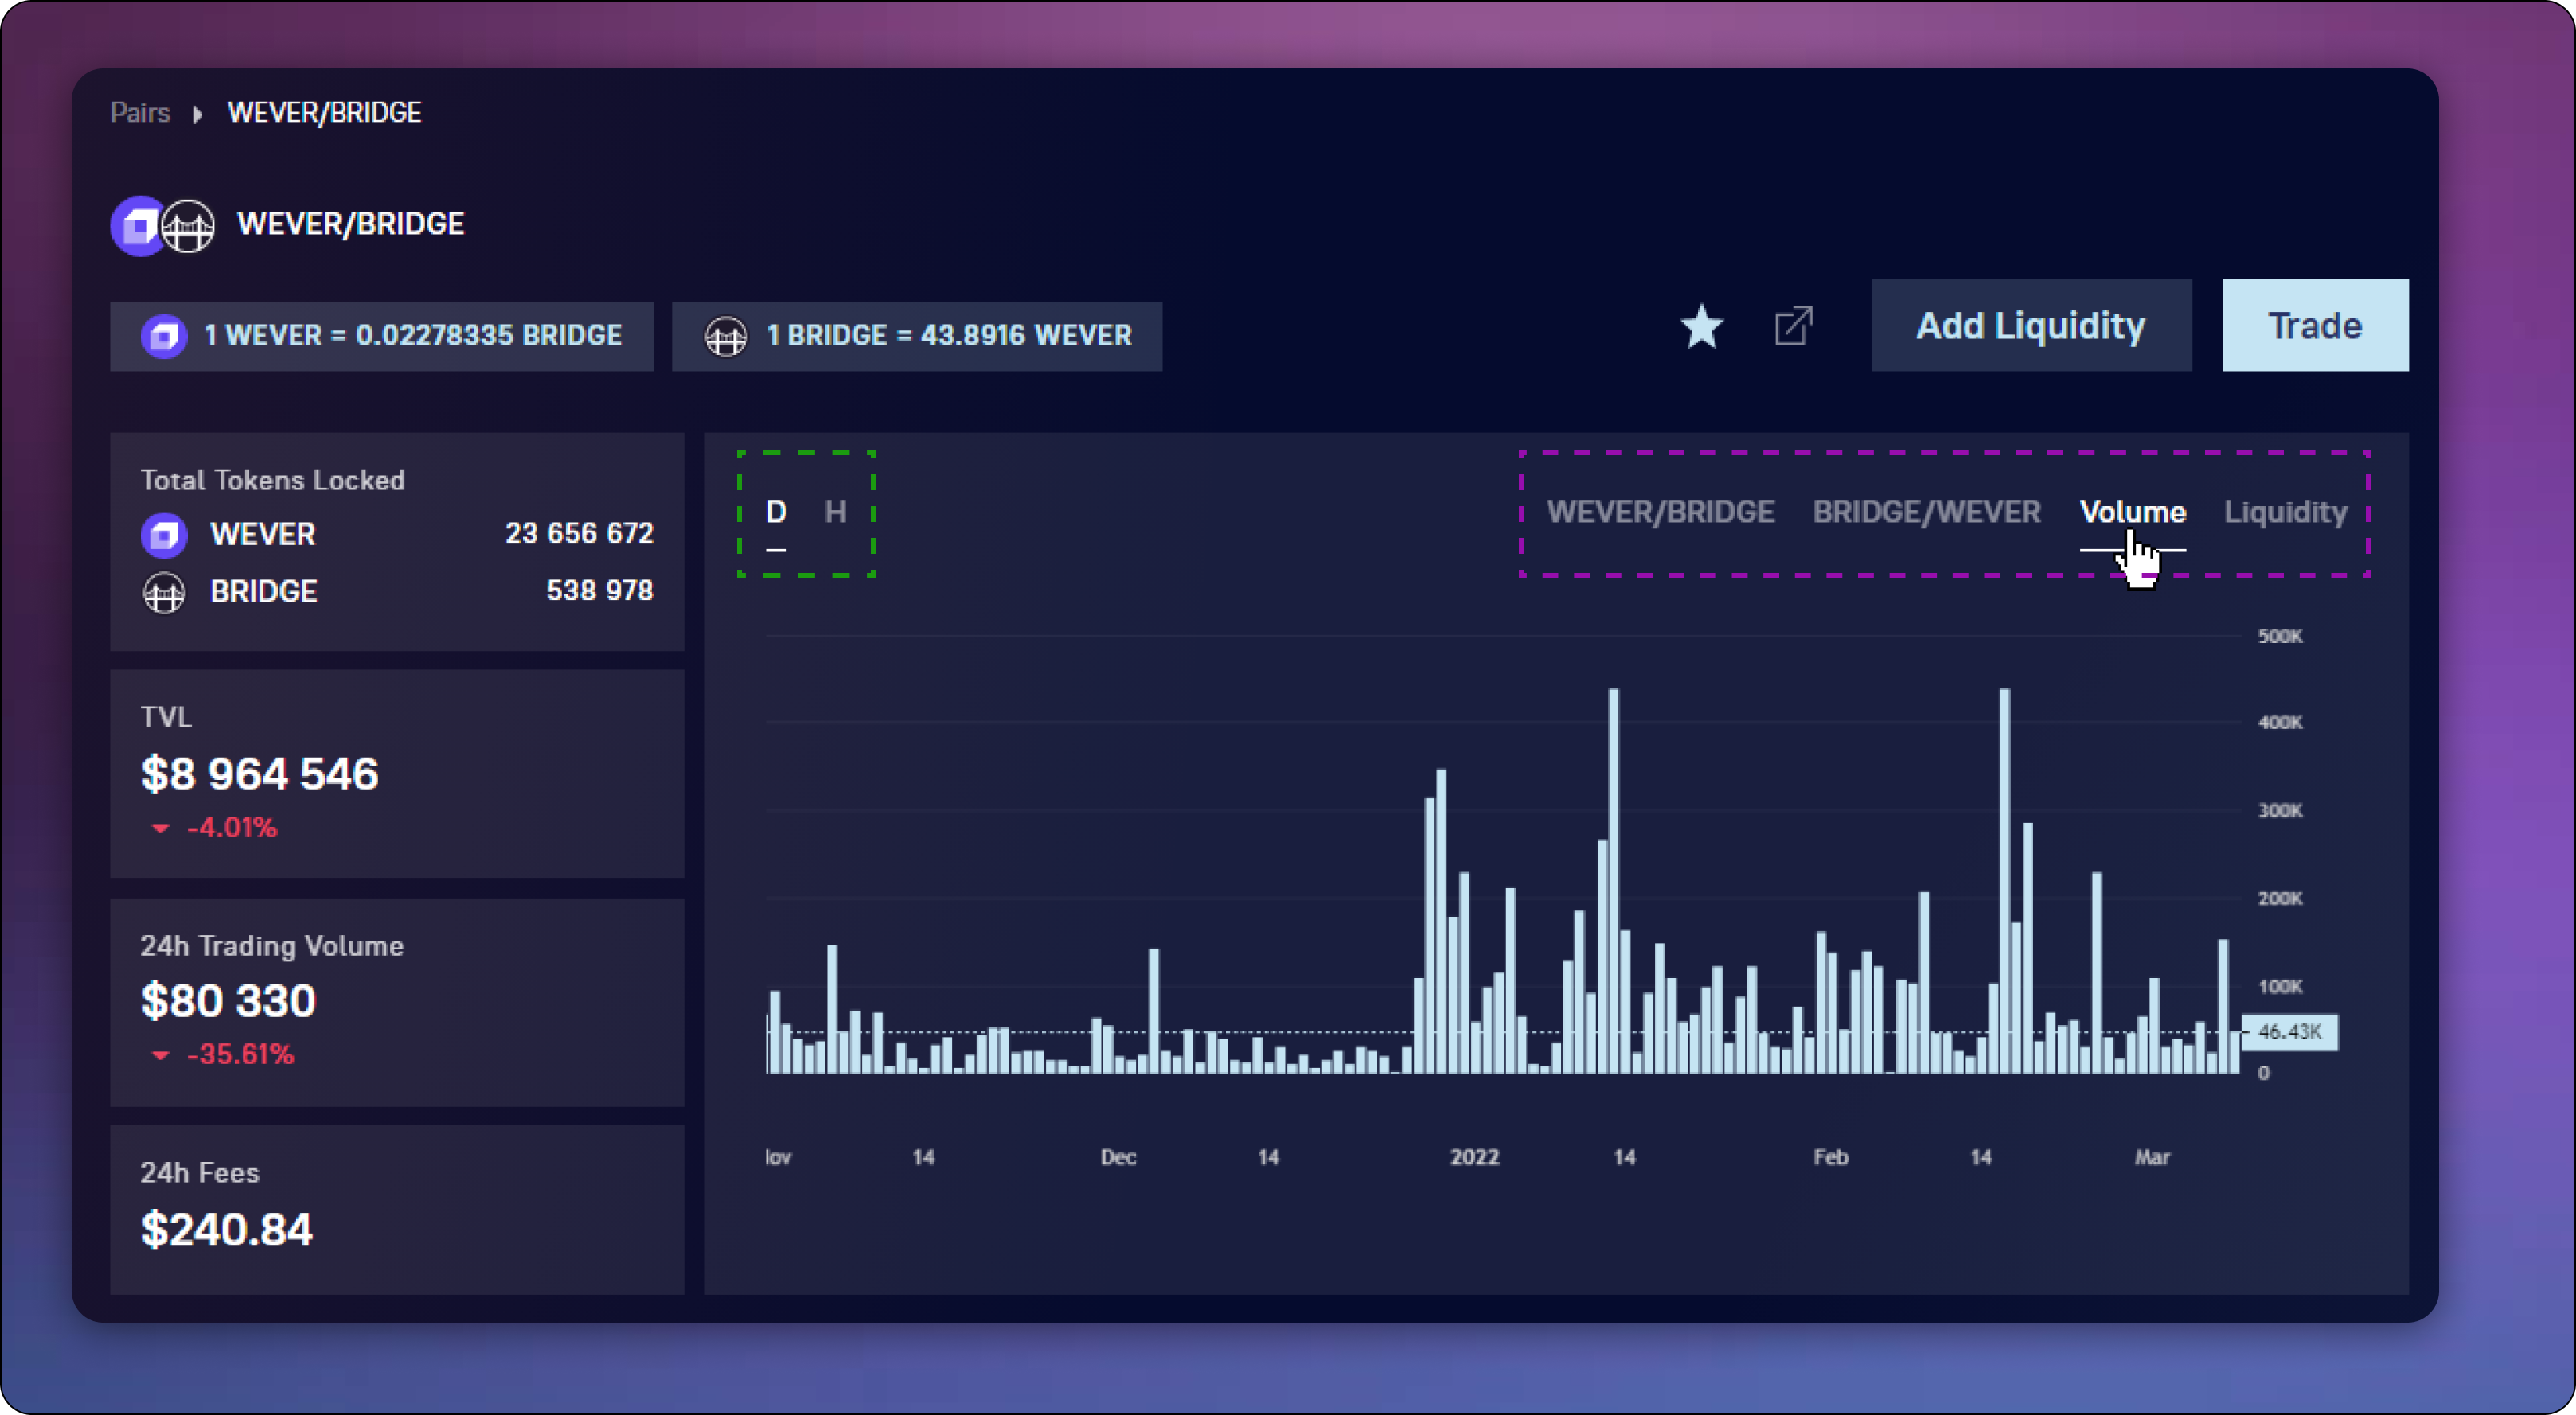 Pairs WEVER/BRIDGE
WEVER/BRIDGE
1 WEVER = 0.02278335 BRIDGE
1 BRIDGE = 43.8916 WEVER
Add Liquidity
Trade
Total Tokens Locked
WEVER 23 656 672
BRIDGE 538 978
TVL
$8 964 546
-4.01%
24h Trading Volume
$80 330
-35.61%
24h Fees
$240.84
D H
WEVER/BRIDGE BRIDGE/WEVER Volume Liquidity
500K
400K
300K
200K
100K
46.43K
0
14 Dec 14 2022 14 Feb 14 Mar